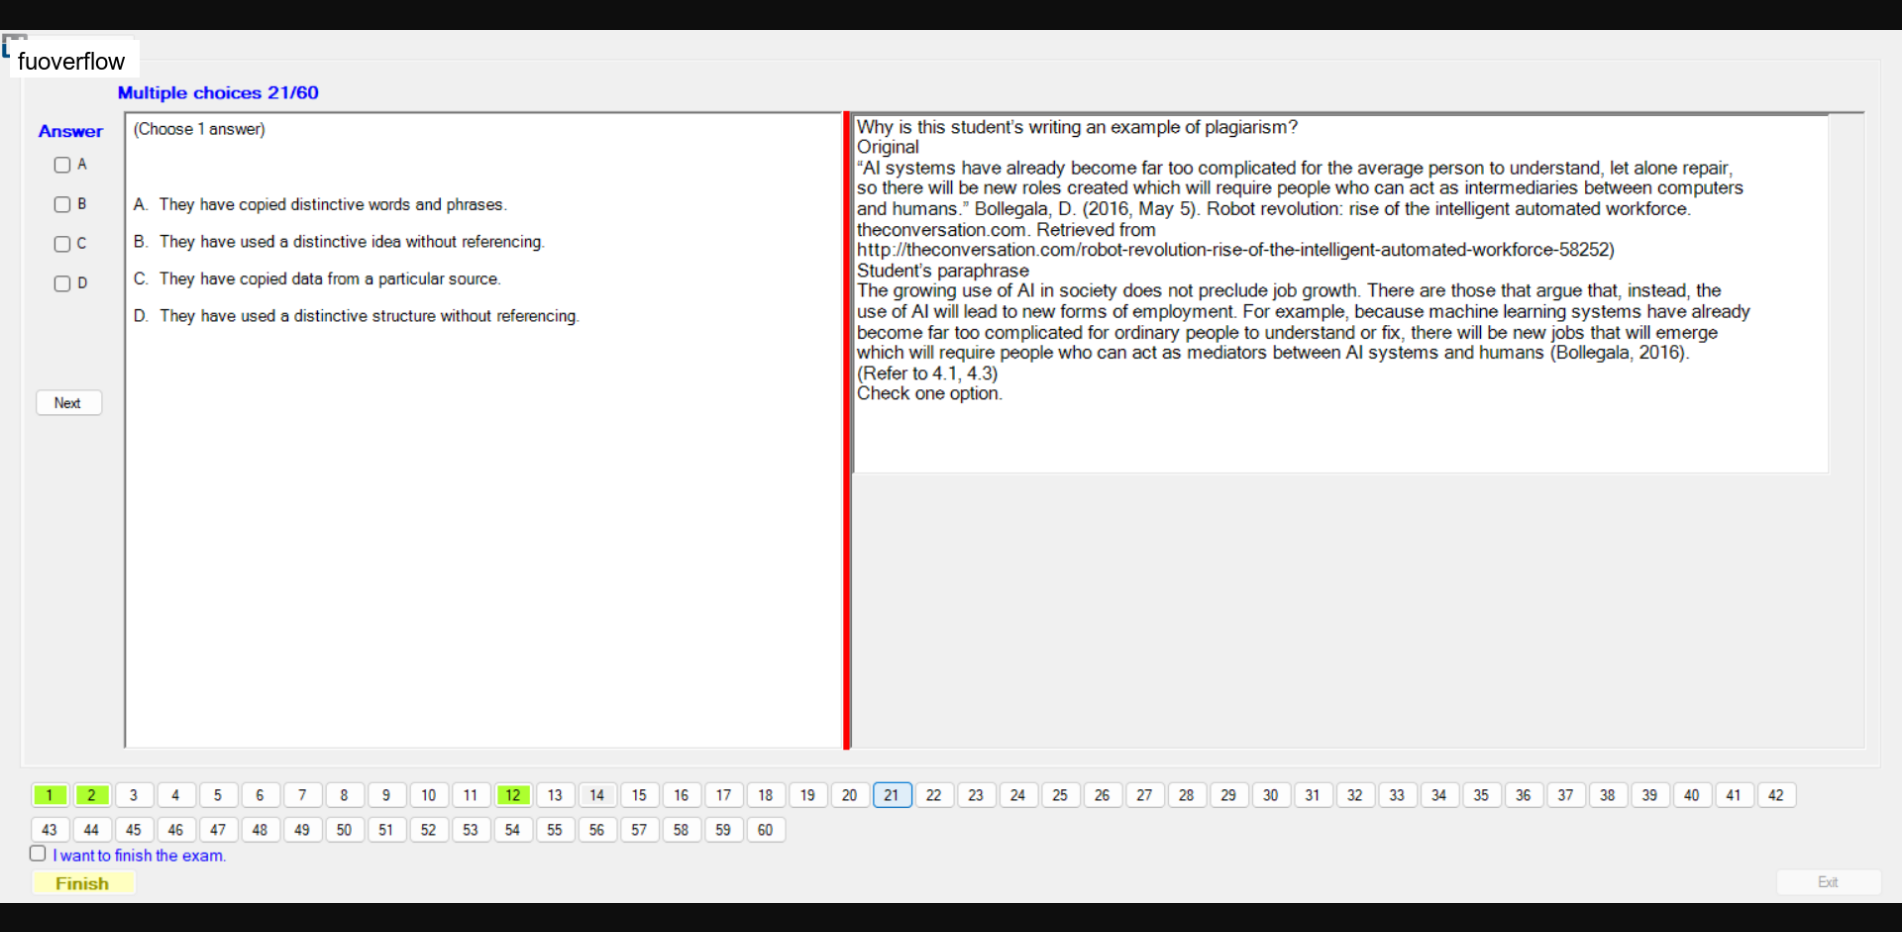 fuoverflow
Multiple choices 21/60
Answer
A
B
C
D
Next
(Choose 1 answer)
A. They have copied distinctive words and phrases.
B. They have used a distinctive idea without referencing.
C. They have copied data from a particular source.
D. They have used a distinctive structure without referencing.
Why is this student's writing an example of plagiarism?
Original
“AI systems have already become far too complicated for the average person to understand, let alone repair,
so there will be new roles created which will require people who can act as intermediaries between computers
and humans.” Bollegala, D. (2016, May 5). Robot revolution: rise of the intelligent automated workforce.
theconversation.com. Retrieved from
http://theconversation.com/robot-revolution-rise-of-the-intelligent-automated-workforce-58252)
Student's paraphrase
The growing use of AI in society does not preclude job growth. There are those that argue that, instead, the
use of AI will lead to new forms of employment. For example, because machine learning systems have already
become far too complicated for ordinary people to understand or fix, there will be new jobs that will emerge
which will require people who can act as mediators between AI systems and humans (Bollegala, 2016).
(Refer to 4.1, 4.3)
Check one option.
1 2 3 4 5 6 7 8 9 10 11 12 13 14 15 16 17 18 19 20 21 22 23 24 25 26 27 28 29 30 31 32 33 34 35 36 37 38 39 40 41 42
43 44 45 46 47 48 49 50 51 52 53 54 55 56 57 58 59 60
I want to finish the exam.
Finish
Exit